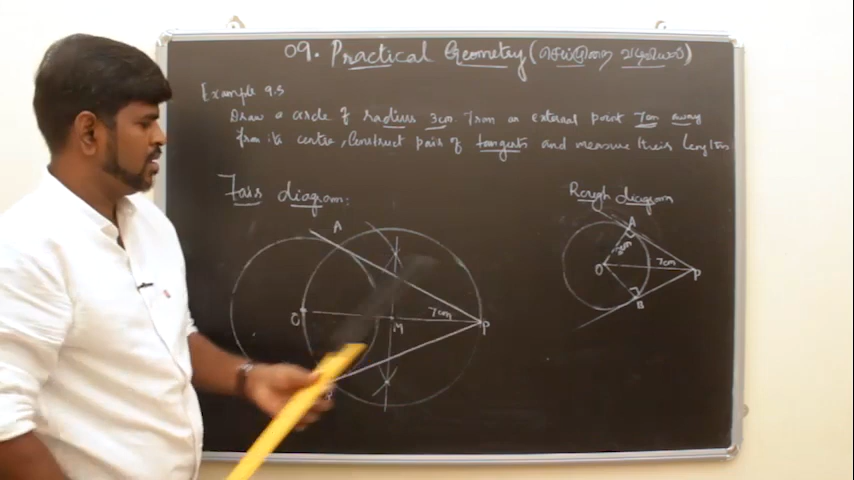 09. Practical Geometry (செய்முறை வடிவியல்)
Example 9.5
Draw a circle of radius 3cm. From an external point 7cm away
from its centre, Construct pair of tangents and measure their lengths
Fair diagram:
Rough diagram
A
O
M
7cm
P
A
3cm
O
7cm
P
B